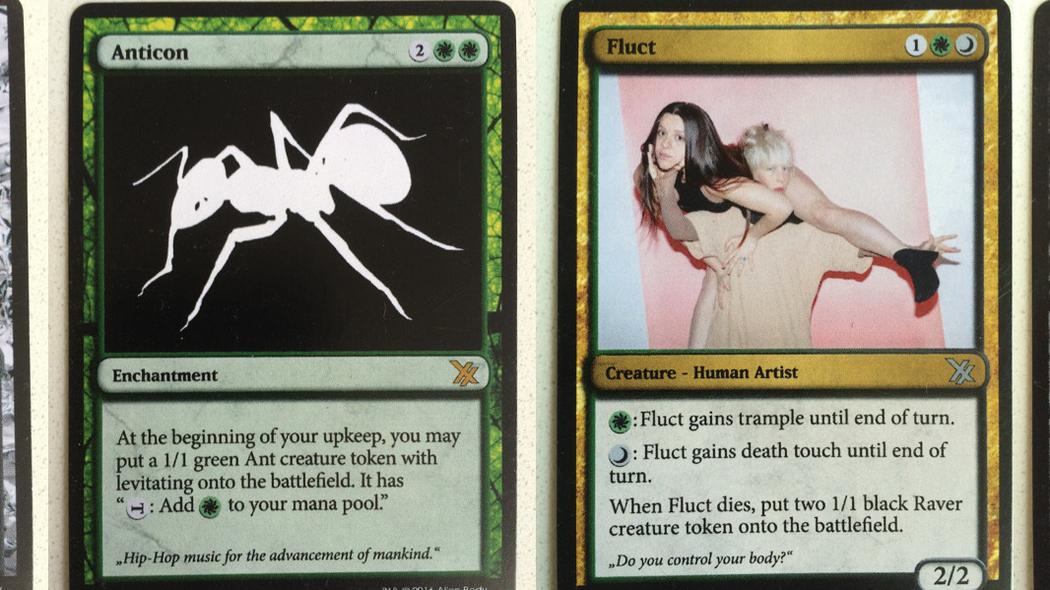 Anticon
2
Enchantment
At the beginning of your upkeep, you may
put a 1/1 green Ant creature token with
levitating onto the battlefield. It has
“ : Add to your mana pool.”
„Hip-Hop music for the advancement of mankind.“
2016 Alien Body
Fluct
1
Creature - Human Artist
:Fluct gains trample until end of turn.
: Fluct gains death touch until end of
turn.
When Fluct dies, put two 1/1 black Raver
creature token onto the battlefield.
„Do you control your body?“
2/2